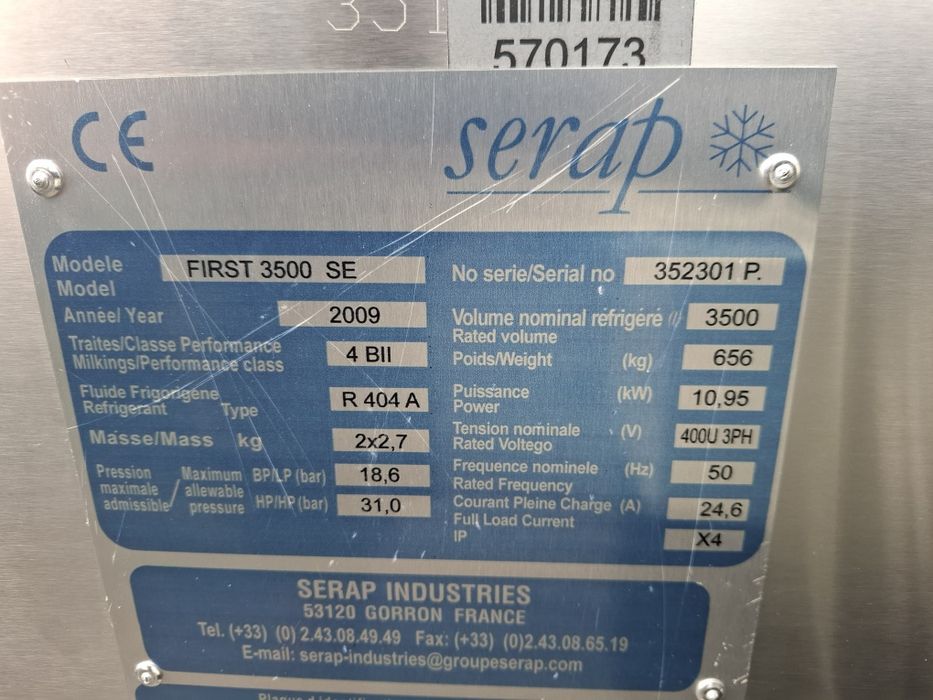 570173
CE
serap
Modele
Model
FIRST 3500 SE
Année/Year
2009
Traites/Classe Performance
Milkings/Performance class
4 BII
Fluide Frigorigene
Refrigerant Type
R 404 A
Masse/Mass kg
2x2,7
Pression maximale admissible/
Maximum allowable pressure
BP/LP (bar)
18,6
HP/HP (bar)
31,0
No serie/Serial no
352301 P.
Volume nominal réfrigéré (l)
Rated volume
3500
Poids/Weight (kg)
656
Puissance
Power
(kW)
10,95
Tension nominale
Rated Voltego
(V)
400U 3PH
Frequence nominele
Rated Frequency
(Hz)
50
Courant Pleine Charge (A)
Full Load Current
24,6
IP
X4
SERAP INDUSTRIES
53120 GORRON FRANCE
Tel. (+33) (0) 2.43.08.49.49 Fax: (+33) (0)2.43.08.65.19
E-mail: serap-industries@groupeserap.com